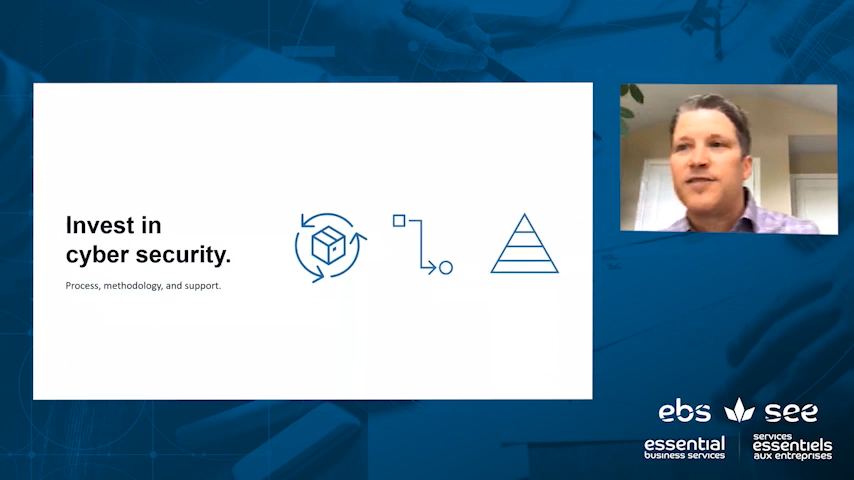 Invest in
cyber security.
Process, methodology, and support.
ebs see
essential
business services
services
essentiels
aux entreprises